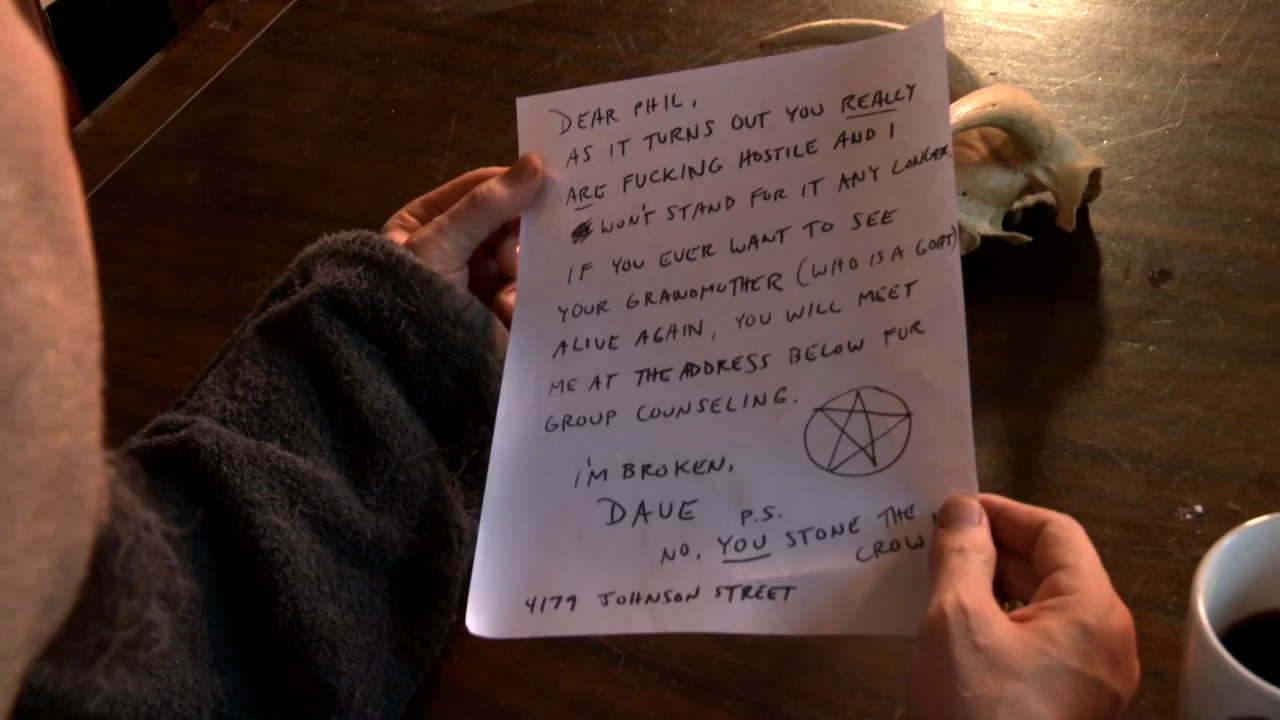 DEAR PHIL,
AS IT TURNS OUT YOU REALLY
ARE FUCKING HOSTILE AND I
WON'T STAND FOR IT ANY LONGER.
IF YOU EVER WANT TO SEE
YOUR GRANDMOTHER (WHO IS A GOAT)
ALIVE AGAIN, YOU WILL MEET
ME AT THE ADDRESS BELOW FOR
GROUP COUNSELING.
I'M BROKEN,
DAVE
P.S.
NO, YOU STONE THE
CROW
4179 JOHNSON STREET